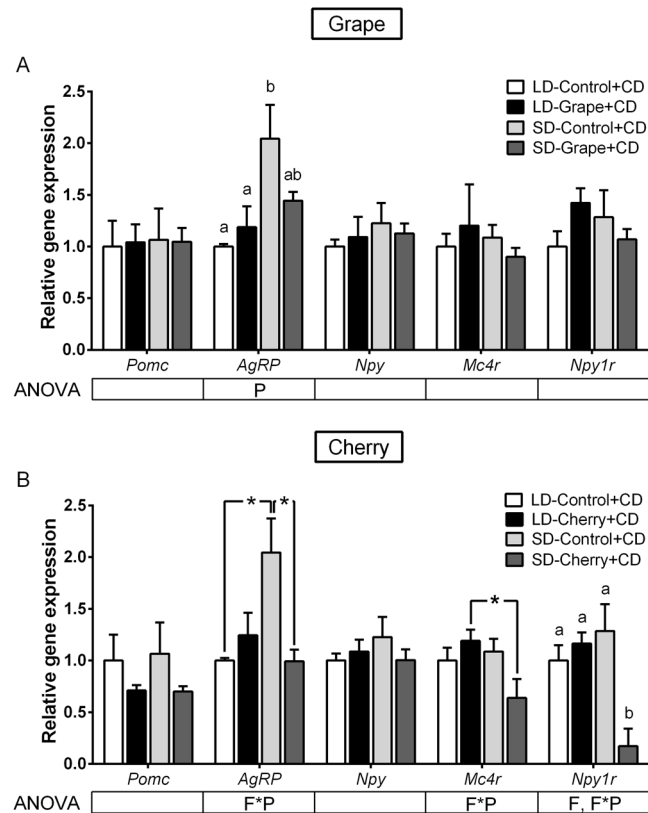 Grape
A
LD-Control+CD
LD-Grape+CD
SD-Control+CD
SD-Grape+CD
Relative gene expression
2.5
2.0
1.5
1.0
0.5
0.0
a
a
b
ab
Pomc AgRP Npy Mc4r Npy1r
ANOVA P
Cherry
B
LD-Control+CD
LD-Cherry+CD
SD-Control+CD
SD-Cherry+CD
Relative gene expression
2.5
2.0
1.5
1.0
0.5
0.0
* *
*
a a a
b
Pomc AgRP Npy Mc4r Npy1r
ANOVA F*P F*P F, F*P